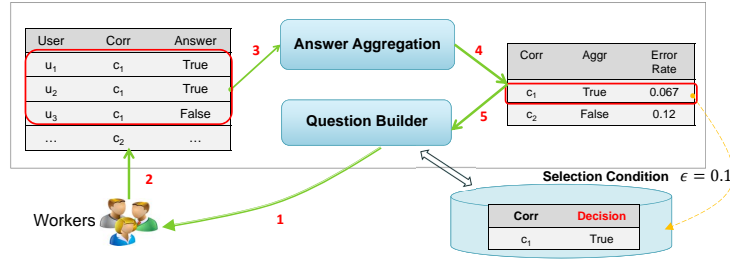 User Corr Answer
u1 c1 True
u2 c1 True
u3 c1 False
... c2 ...
3
Answer Aggregation
4
Corr Aggr Error Rate
c1 True 0.067
c2 False 0.12
Question Builder
5
2
Workers
1
Selection Condition ϵ = 0.1
Corr Decision
c1 True